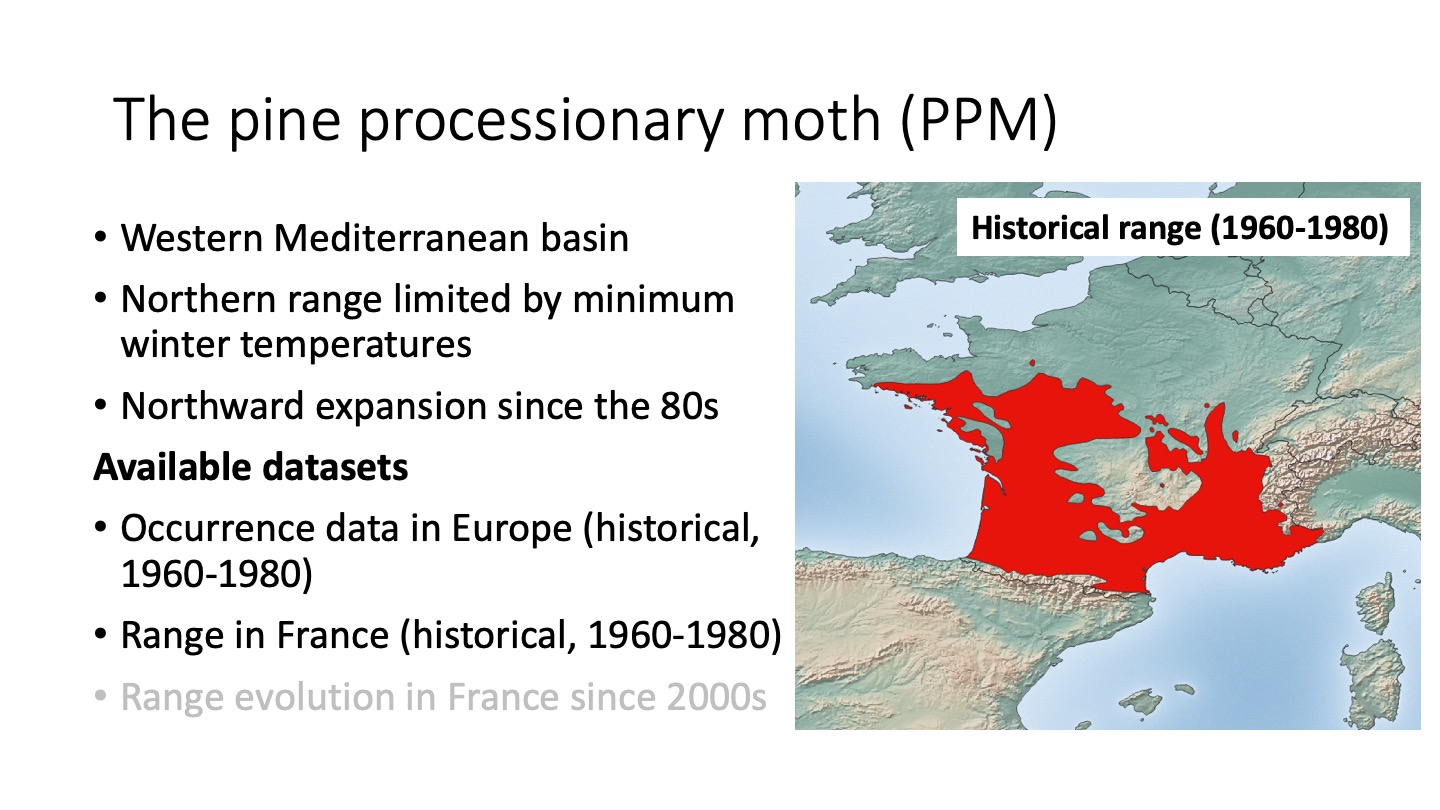 The pine processionary moth (PPM)
• Western Mediterranean basin
• Northern range limited by minimum
winter temperatures
• Northward expansion since the 80s
Available datasets
• Occurrence data in Europe (historical,
1960-1980)
• Range in France (historical, 1960-1980)
• Range evolution in France since 2000s
Historical range (1960-1980)